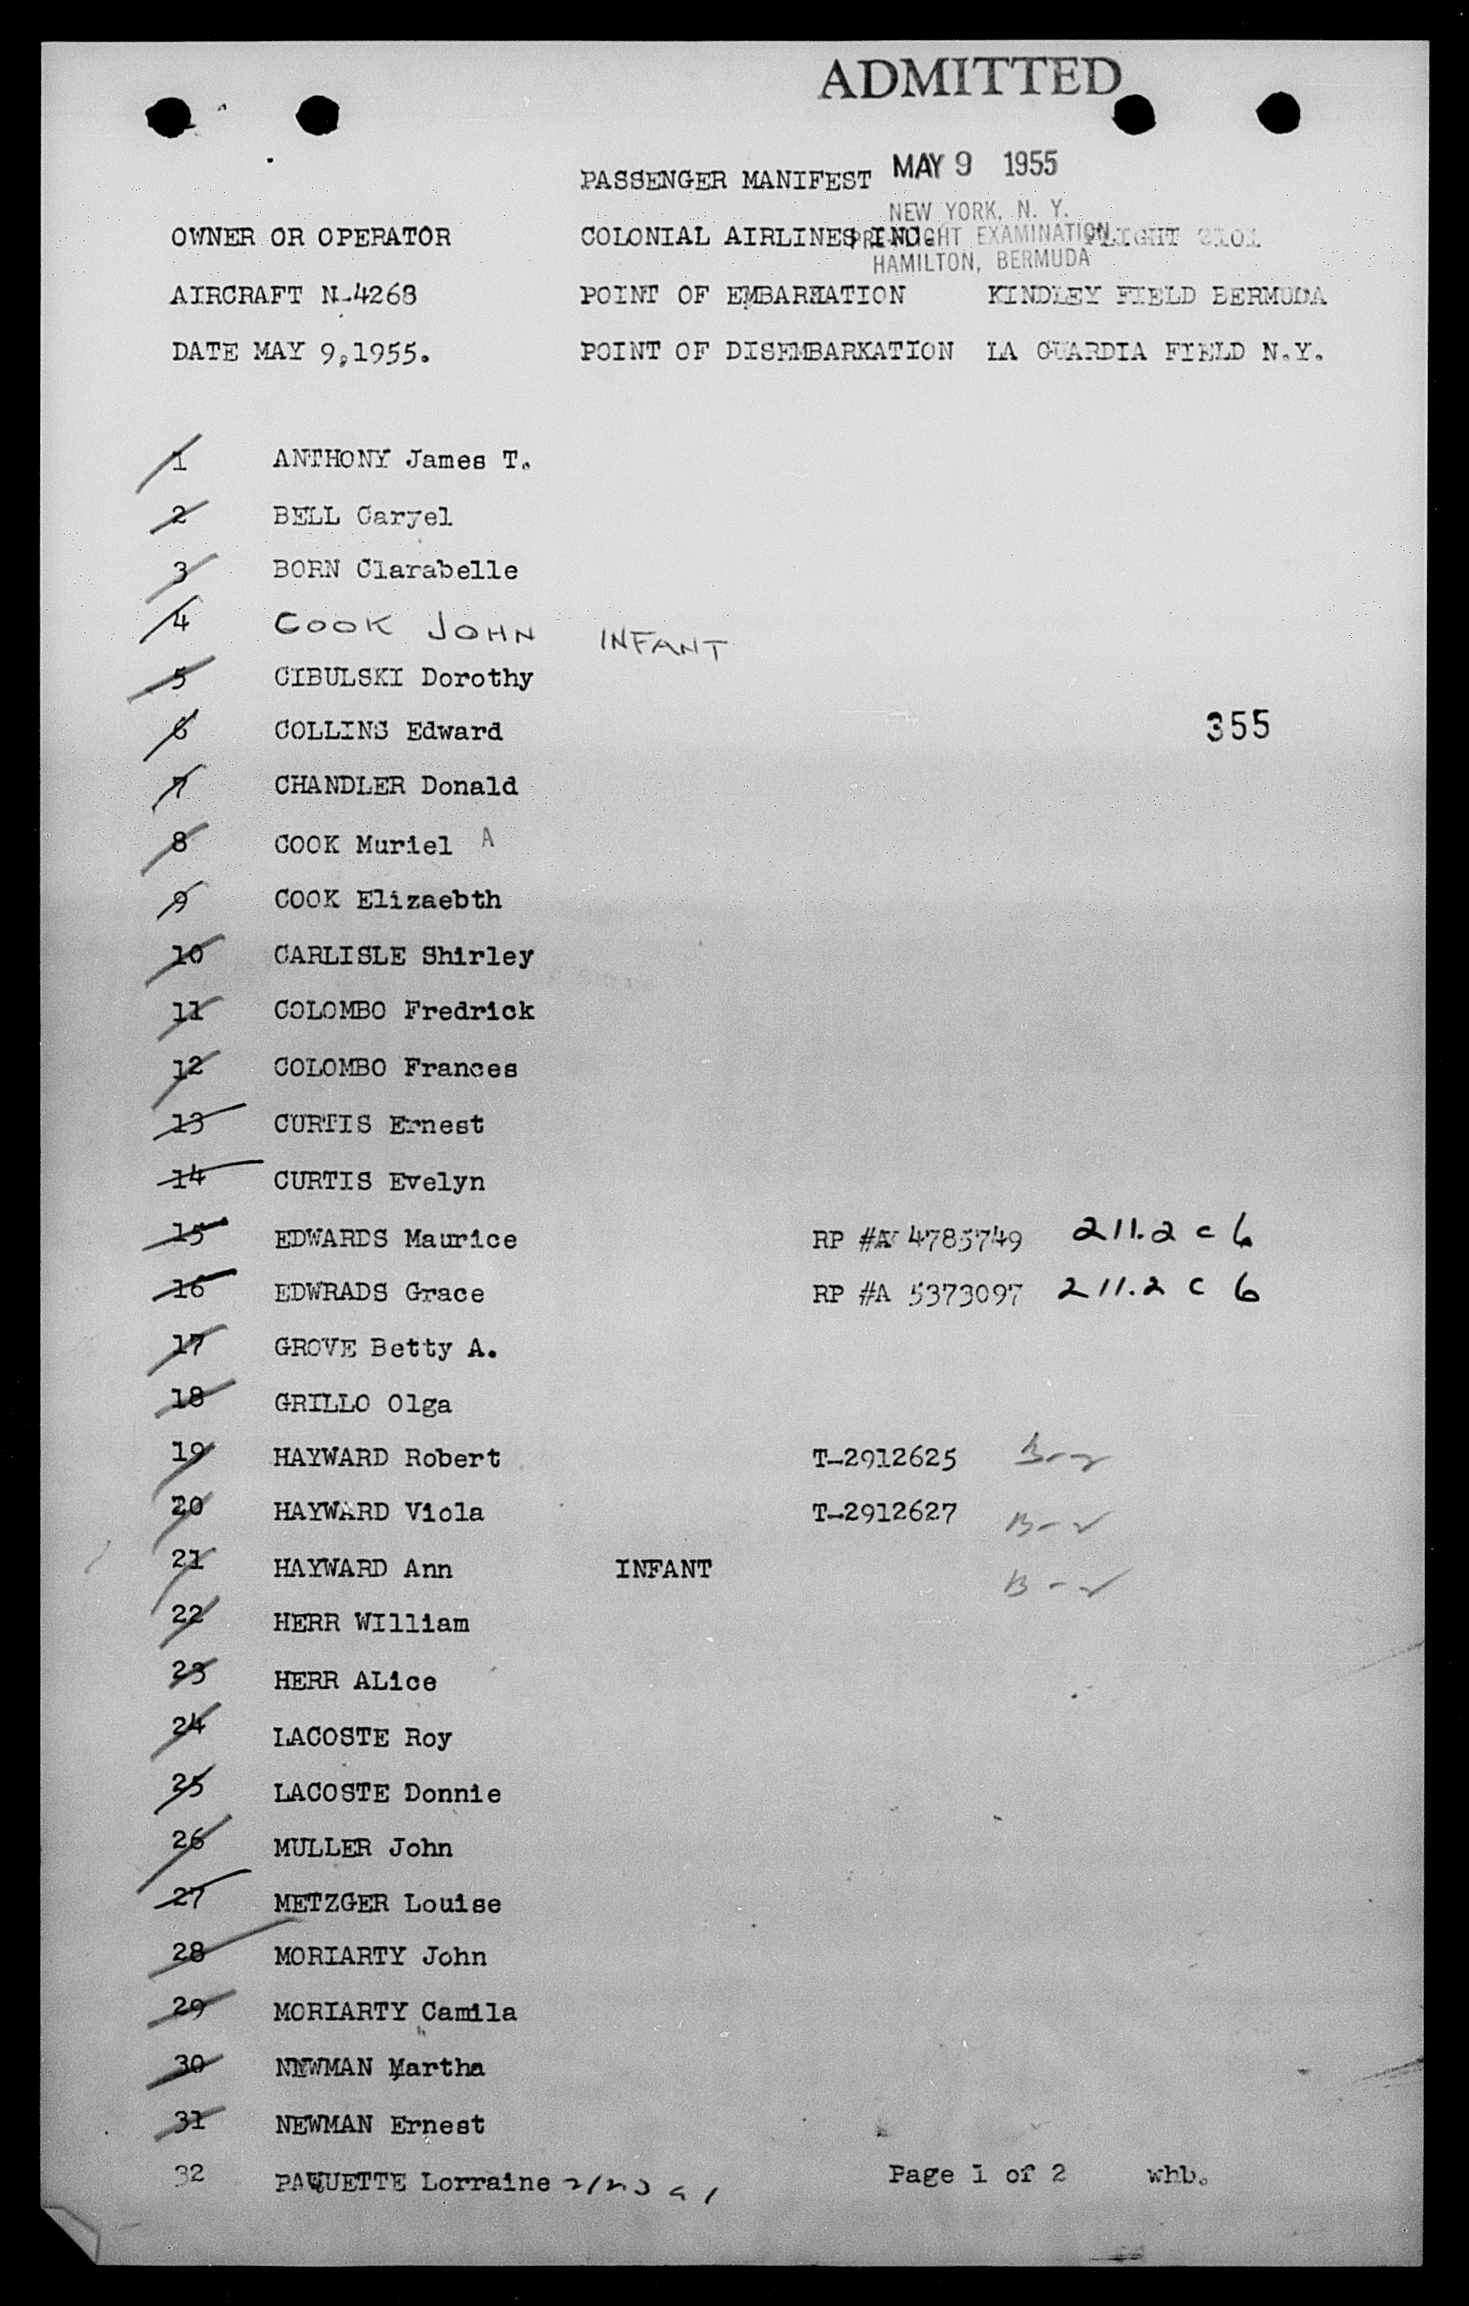 ADMITTED
PASSENGER MANIFEST MAY 9 1955
NEW YORK, N. Y.
OWNER OR OPERATOR COLONIAL AIRLINES INC. FLIGHT
PREFLIGHT EXAMINATION
HAMILTON, BERMUDA
AIRCRAFT N-4268 POINT OF EMBARKATION KINDLEY FIELD BERMUDA
DATE MAY 9,1955. POINT OF DISEMBARKATION LA GUARDIA FIELD N.Y.
1 ANTHONY James T.
2 BELL Caryel
3 BORN Clarabelle
4 COOK JOHN INFANT
5 CIBULSKI Dorothy
6 COLLINS Edward
355
7 CHANDLER Donald
8 COOK Muriel A
9 COOK Elizaebth
10 CARLISLE Shirley
11 COLOMBO Fredrick
12 COLOMBO Frances
13 CURTIS Ernest
14 CURTIS Evelyn
15 EDWARDS Maurice RP #A 4785749 211.2 c 6
16 EDWRADS Grace RP #A 5373097 211.2 c 6
17 GROVE Betty A.
18 GRILLO Olga
19 HAYWARD Robert T-2912625 B-2
20 HAYWARD Viola T-2912627 B-2
21 HAYWARD Ann INFANT B-2
22 HERR WIlliam
23 HERR ALice
24 LACOSTE Roy
25 LACOSTE Donnie
26 MULLER John
27 METZGER Louise
28 MORIARTY John
29 MORIARTY Camila
30 NEWMAN Martha
31 NEWMAN Ernest
32 PAQUETTE Lorraine
Page 1 of 2 whb.